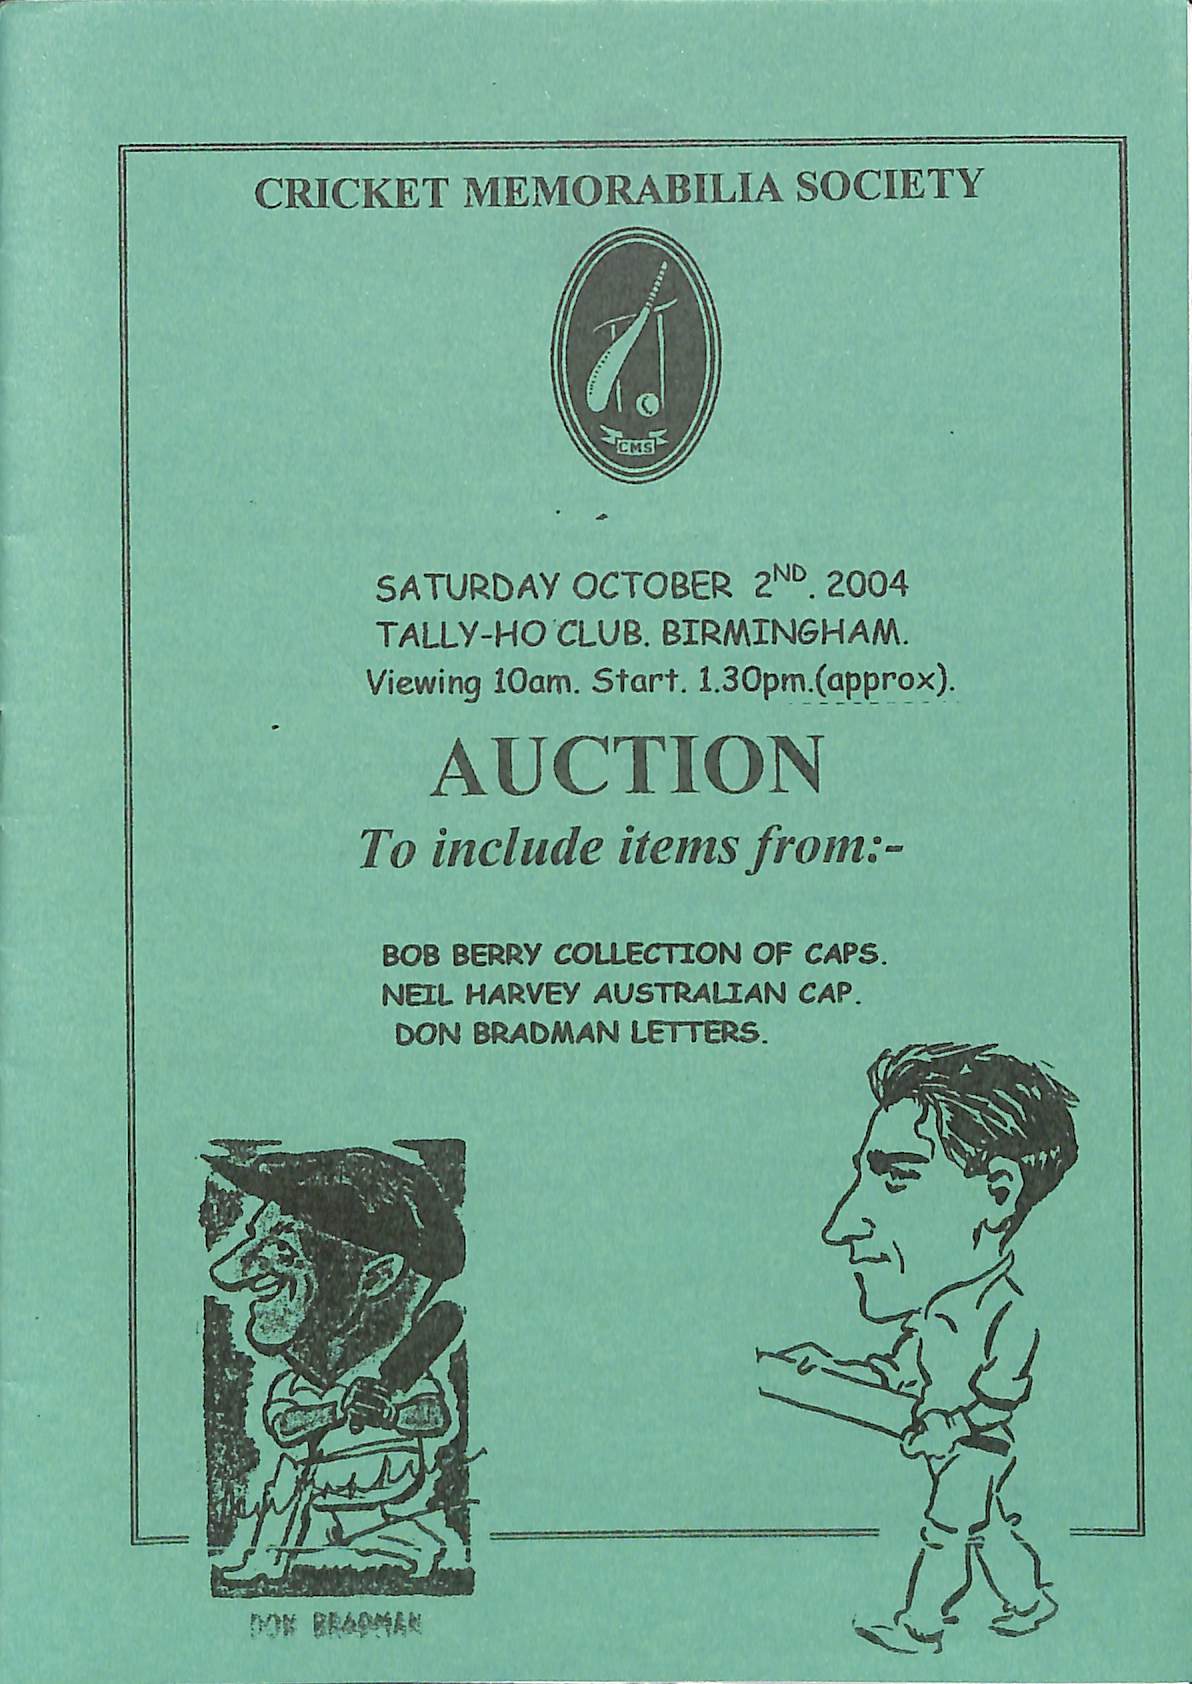 CRICKET MEMORABILIA SOCIETY
CMS
SATURDAY OCTOBER 2ND. 2004
TALLY-HO CLUB. BIRMINGHAM.
Viewing 10am. Start. 1.30pm.(approx).
AUCTION
To include items from:-
BOB BERRY COLLECTION OF CAPS.
NEIL HARVEY AUSTRALIAN CAP.
DON BRADMAN LETTERS.
DON BRADMAN